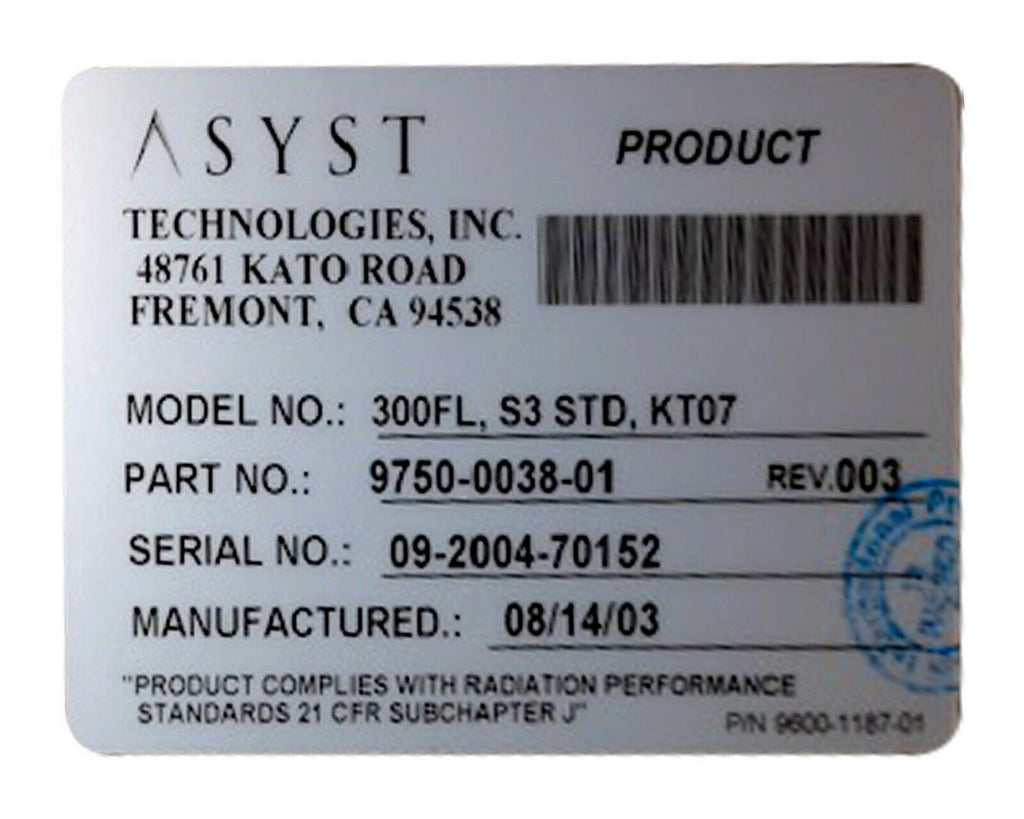 ASYST
PRODUCT
TECHNOLOGIES, INC.
48761 KATO ROAD
FREMONT, CA 94538
MODEL NO.: 300FL, S3 STD, KT07
PART NO.: 9750-0038-01 REV.003
SERIAL NO.: 09-2004-70152
MANUFACTURED.: 08/14/03
"PRODUCT COMPLIES WITH RADIATION PERFORMANCE
STANDARDS 21 CFR SUBCHAPTER J"
P/N 9600-1187-01